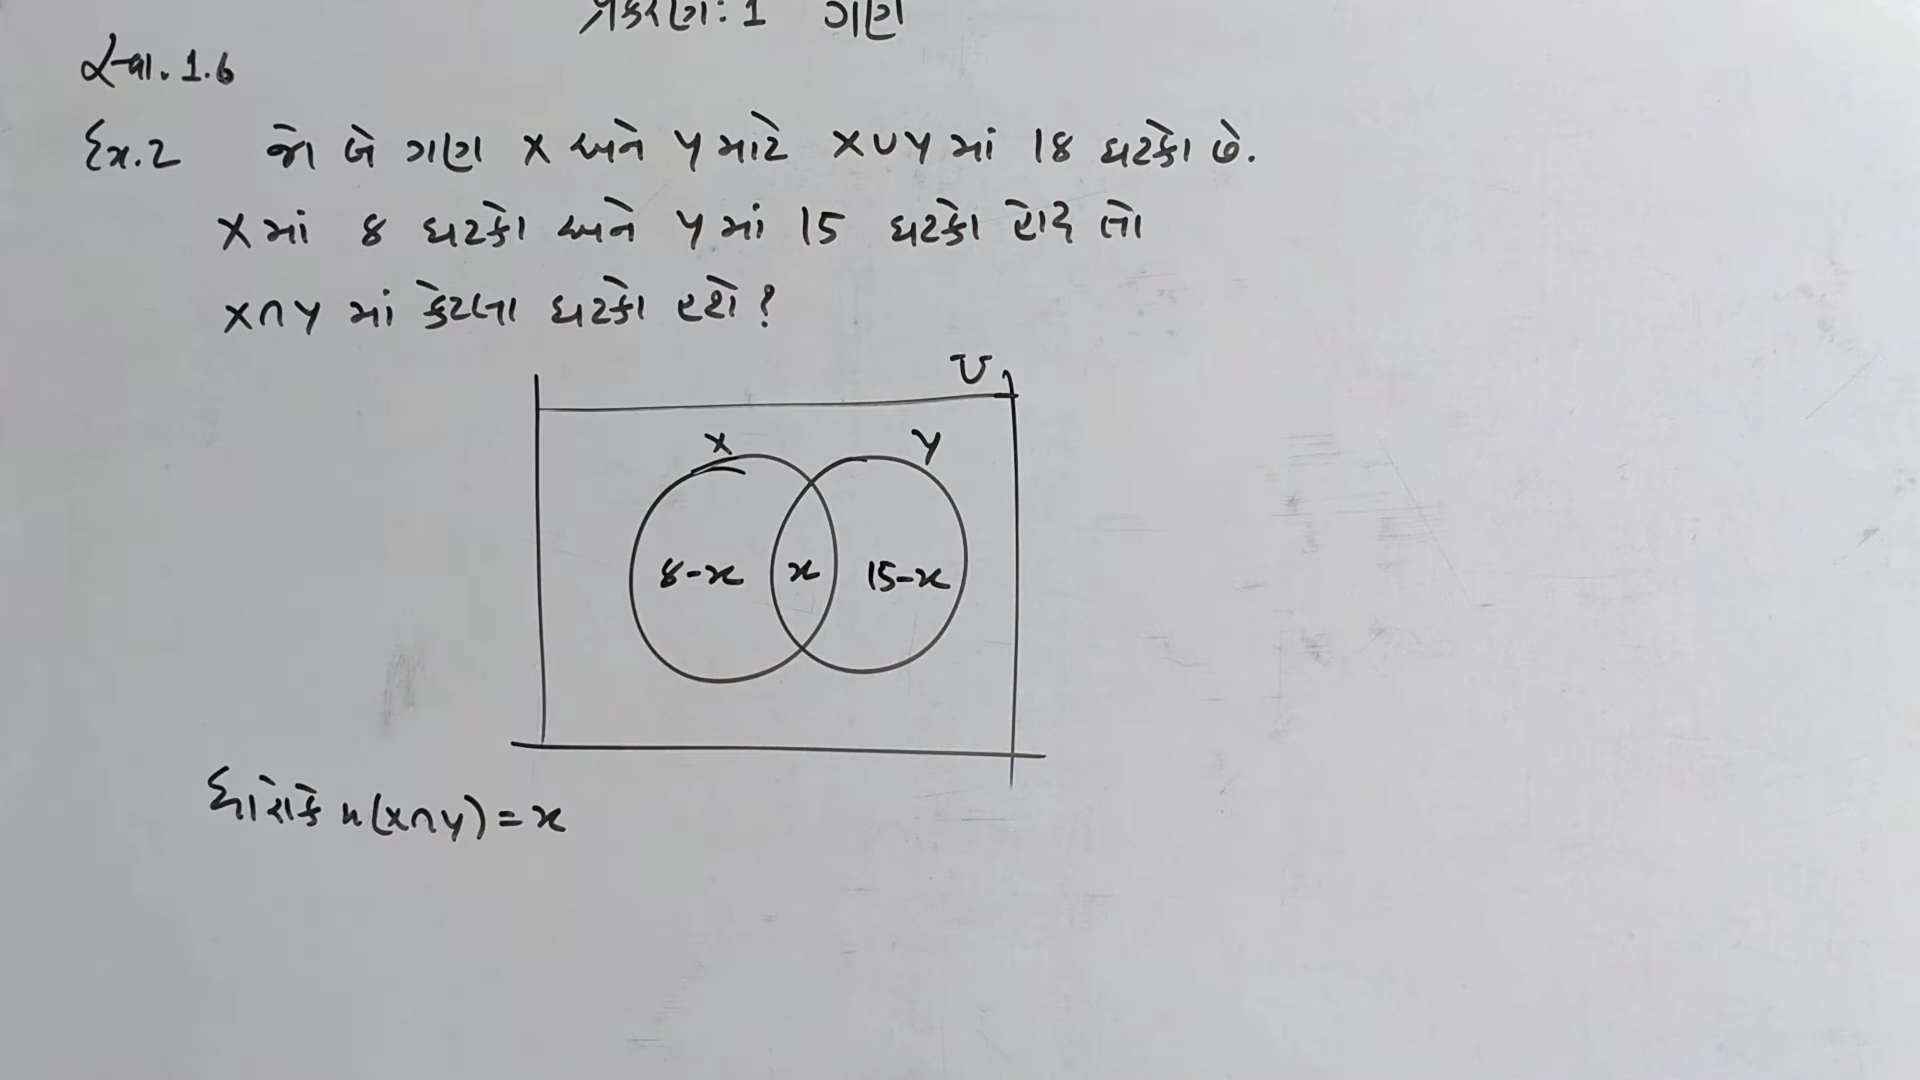 પ્રકરણ: 1 ગણ
સ્વા. 1.6
Ex.2 જો બે ગણ X અને Y માટે X∪Y માં 18 ઘટકો છે.
X માં 8 ઘટકો અને Y માં 15 ઘટકો હોય તો
X∩Y માં કેટલા ઘટકો હશે?
U
X Y
8-x x 15-x
ધારો કે n(X∩Y) = x